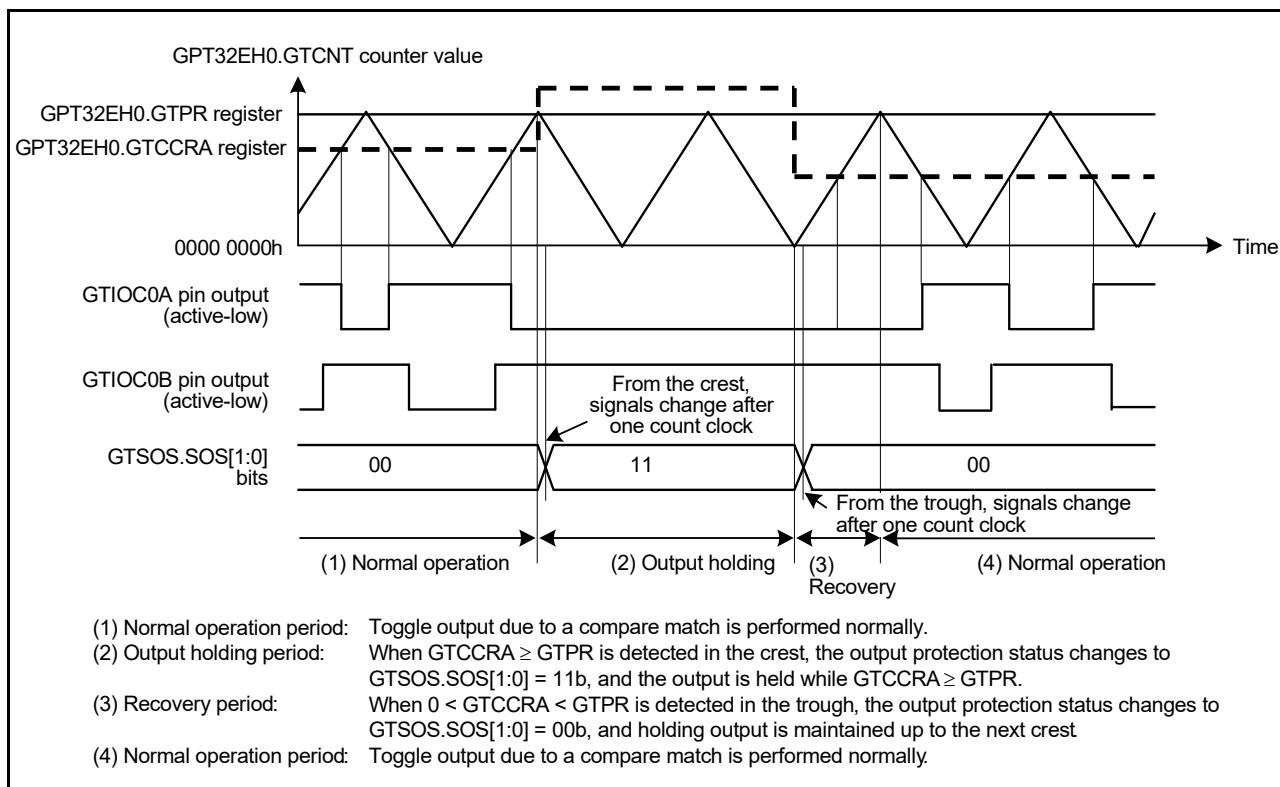 GPT32EH0.GTCNT counter value
GPT32EH0.GTPR register
GPT32EH0.GTCCRA register
0000 0000h
Time
GTIOC0A pin output
(active-low)
GTIOC0B pin output
(active-low)
From the crest,
signals change after
one count clock
GTSOS.SOS[1:0]
bits
00
11
00
From the trough, signals change
after one count clock
(1) Normal operation
(2) Output holding
(3)
Recovery
(4) Normal operation
(1) Normal operation period: Toggle output due to a compare match is performed normally.
(2) Output holding period: When GTCCRA ≥ GTPR is detected in the crest, the output protection status changes to
GTSOS.SOS[1:0] = 11b, and the output is held while GTCCRA ≥ GTPR.
(3) Recovery period: When 0 < GTCCRA < GTPR is detected in the trough, the output protection status changes to
GTSOS.SOS[1:0] = 00b, and holding output is maintained up to the next crest
(4) Normal operation period: Toggle output due to a compare match is performed normally.